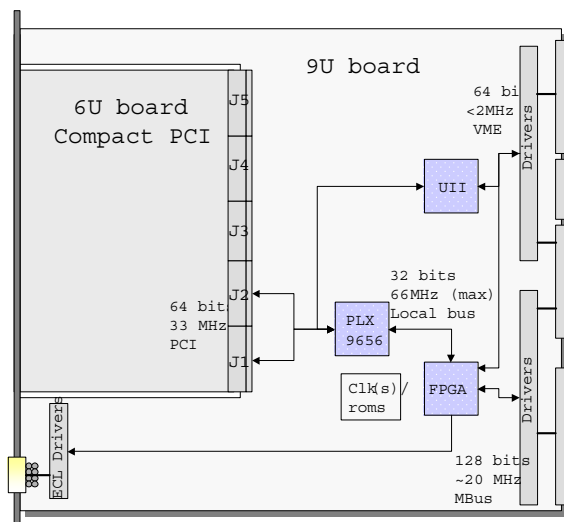 9U board
6U board
Compact PCI
J5
J4
J3
J2
J1
64 bits
33 MHz
PCI
64 bi
<2MHz
VME
Drivers
UII
32 bits
66MHz (max)
Local bus
PLX
9656
Clk(s)/
roms
FPGA
Drivers
128 bits
~20 MHz
MBus
ECL Drivers